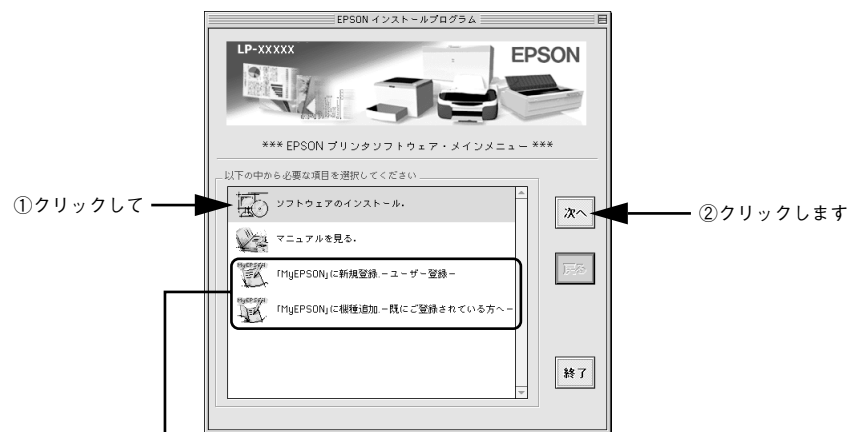 EPSON インストールプログラム
LP-XXXXX
EPSON
*** EPSON プリンタソフトウェア・メインメニュー ***
以下の中から必要な項目を選択してください
①クリックして
ソフトウェアのインストール.
次へ
②クリックします
マニュアルを見る.
MyEPSON
「MyEPSON」に新規登録.－ユーザー登録－
戻る
MyEPSON
「MyEPSON」に機種追加.－既にご登録されている方へ－
終了